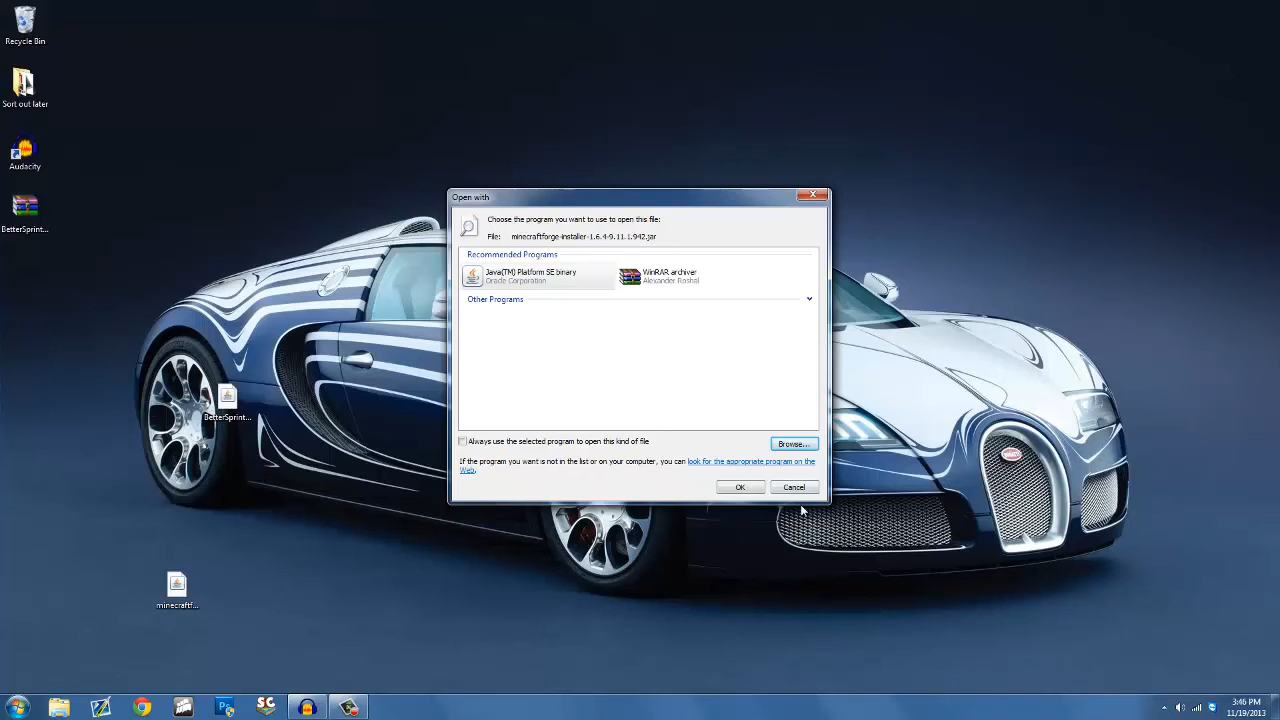 Recycle Bin
Sort out later
Audacity
BetterSprint...
Open with
Choose the program you want to use to open this file:
File: minecraftforge-installer-1.6.4-9.11.1.942.jar
Recommended Programs
Java(TM) Platform SE binary
Oracle Corporation
WinRAR archiver
Alexander Roshal
Other Programs
Always use the selected program to open this kind of file
Browse...
If the program you want is not in the list or on your computer, you can look for the appropriate program on the
Web.
OK
Cancel
BetterSprint...
minecraftf...
Ps
SC
3:46 PM
11/19/2013